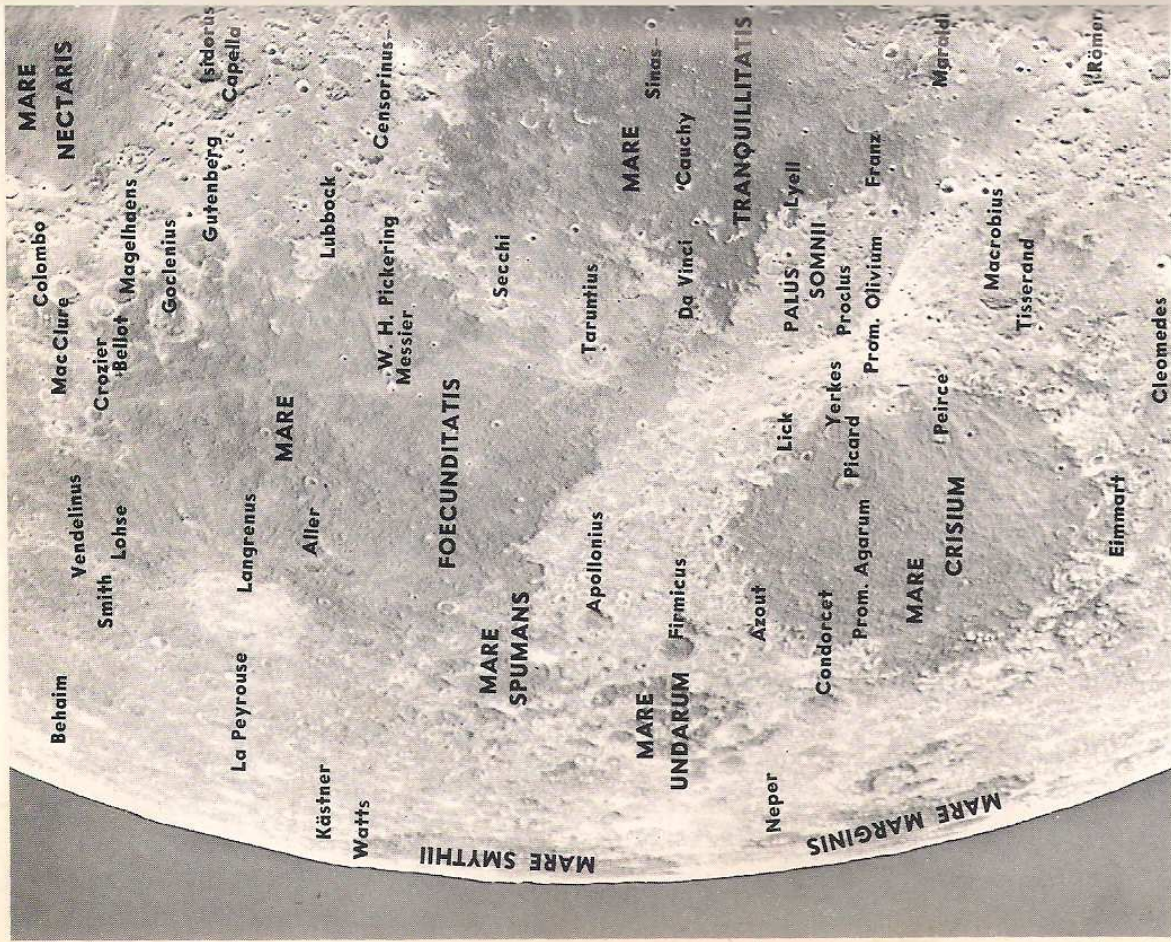 MARE
NECTARIS
Colombo
Behaim
MacClure
Vendelinus
Crozier
Smith
Lohse
Bellot
Magelhaens
Goclenius
Isidorus
Gutenberg
Capella
La Peyrouse
Langrenus
MARE
FOECUNDITATIS
Aller
Kästner
Lubbock
Watts
Censorinus
W. H. Pickering
Messier
MARE SMYTHII
MARE
SPUMANS
Secchi
Taruntius
Apollonius
MARE
TRANQUILLITATIS
MARE
UNDARUM
Sinas
Firmicus
Cauchy
Da Vinci
Azout
Neper
Lick
PALUS
SOMNII
Lyell
Condorcet
Yerkes
Proclus
Picard
Prom. Agarum
Prom. Olivium
Franz
MARE MARGINIS
MARE
CRISIUM
Peirce
Maraldi
Macrobius
Tisserdnd
Römer
Eimmart
Cleomedes